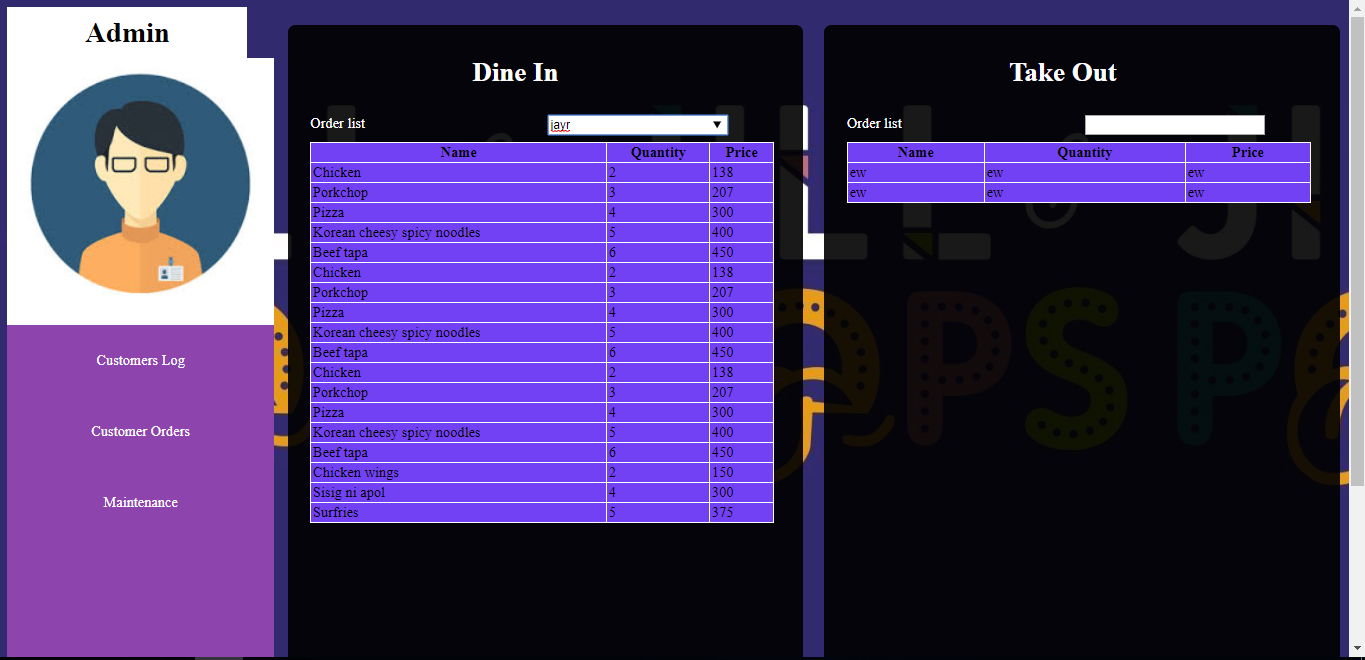 Admin
Customers Log
Customer Orders
Maintenance
Dine In
Order list jayr
Name Quantity Price
Chicken 2 138
Porkchop 3 207
Pizza 4 300
Korean cheesy spicy noodles 5 400
Beef tapa 6 450
Chicken 2 138
Porkchop 3 207
Pizza 4 300
Korean cheesy spicy noodles 5 400
Beef tapa 6 450
Chicken 2 138
Porkchop 3 207
Pizza 4 300
Korean cheesy spicy noodles 5 400
Beef tapa 6 450
Chicken wings 2 150
Sisig ni apol 4 300
Surfries 5 375
Take Out
Order list
Name Quantity Price
ew ew ew
ew ew ew